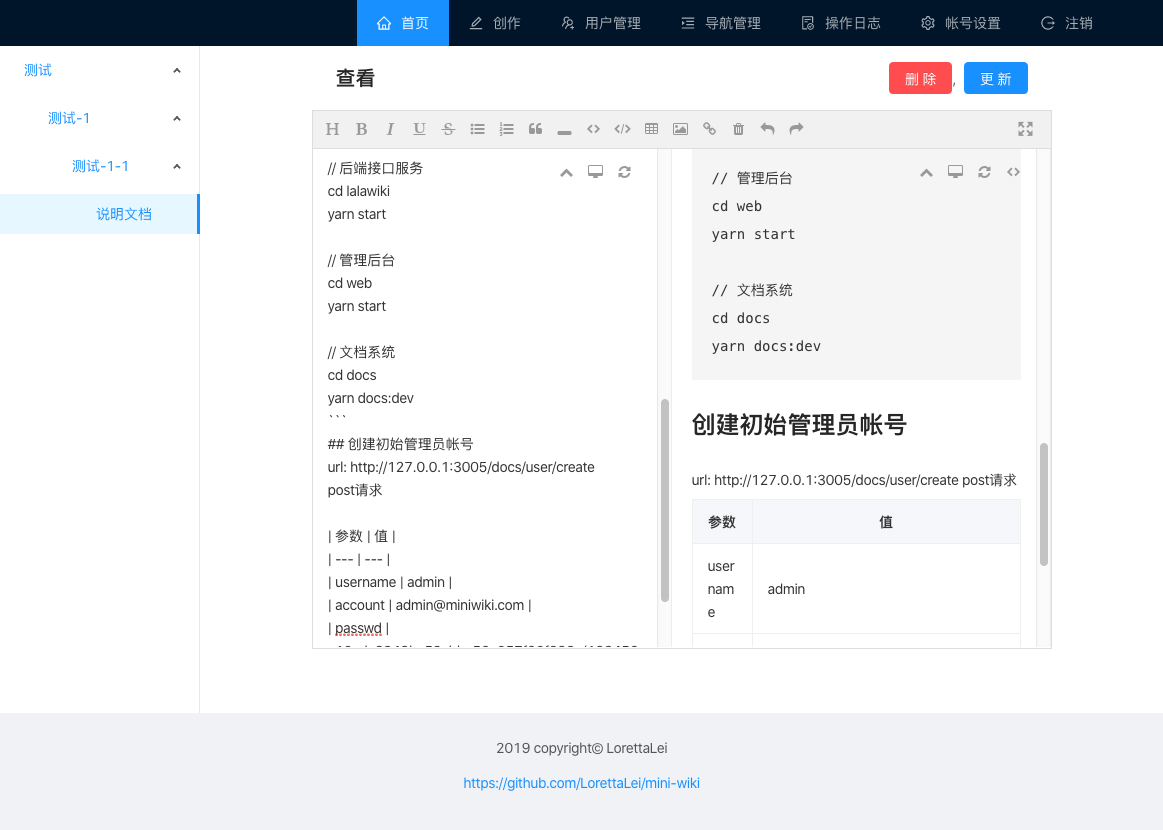 首页 创作 用户管理 导航管理 操作日志 帐号设置 注销
测试
测试-1
测试-1-1
说明文档
查看
删 除 , 更 新
H B I U S
// 后端接口服务
cd lalawiki
yarn start
// 管理后台
cd web
yarn start
// 文档系统
cd docs
yarn docs:dev
```
## 创建初始管理员帐号
url: http://127.0.0.1:3005/docs/user/create
post请求
| 参数 | 值 |
| --- | --- |
| username | admin |
| account | admin@miniwiki.com |
| passwd |
// 管理后台
cd web
yarn start
// 文档系统
cd docs
yarn docs:dev
创建初始管理员帐号
url: http://127.0.0.1:3005/docs/user/create post请求
参数 值
user
nam
e
admin
2019 copyright© LorettaLei
https://github.com/LorettaLei/mini-wiki